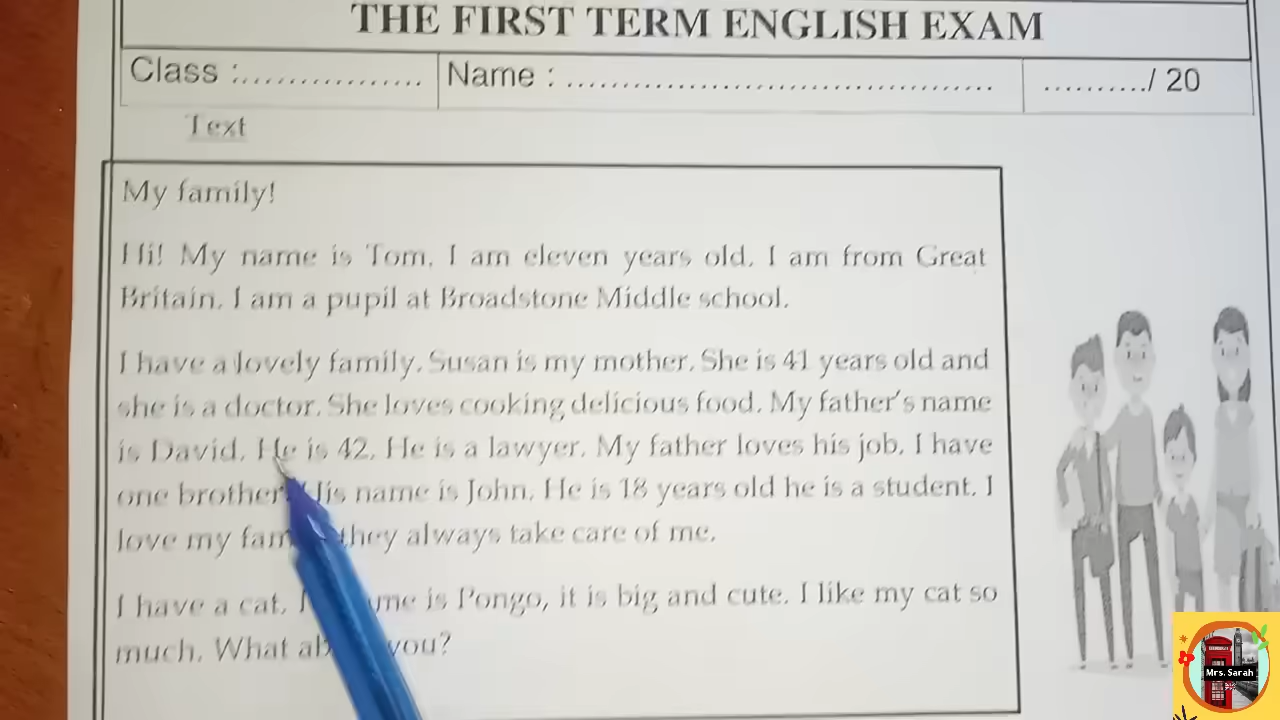 THE FIRST TERM ENGLISH EXAM
Class :................ Name : ...................................... ........../ 20
Text
My family!
Hi! My name is Tom. I am eleven years old. I am from Great
Britain. I am a pupil at Broadstone Middle school.
I have a lovely family. Susan is my mother. She is 41 years old and
she is a doctor. She loves cooking delicious food. My father's name
is David. He is 42. He is a lawyer. My father loves his job. I have
one brother. His name is John. He is 18 years old he is a student. I
love my they always take care of me.
I have a cat. is Pongo, it is big and cute. I like my cat so
much. What you?
Mrs. Sarah